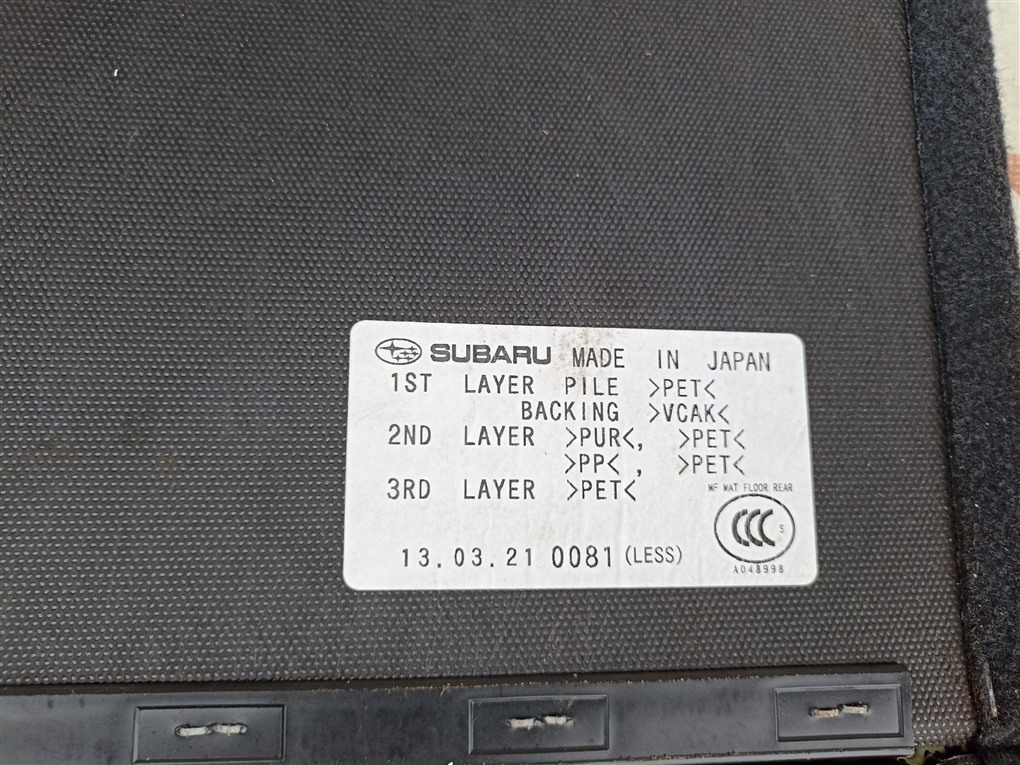 SUBARU MADE IN JAPAN
1ST LAYER PILE >PET<
BACKING >VCAK<
2ND LAYER >PUR<, >PET<
>PP< , >PET<
3RD LAYER >PET<
MF MAT FLOOR REAR
CCC S
A048998
13.03.21 0081 (LESS)